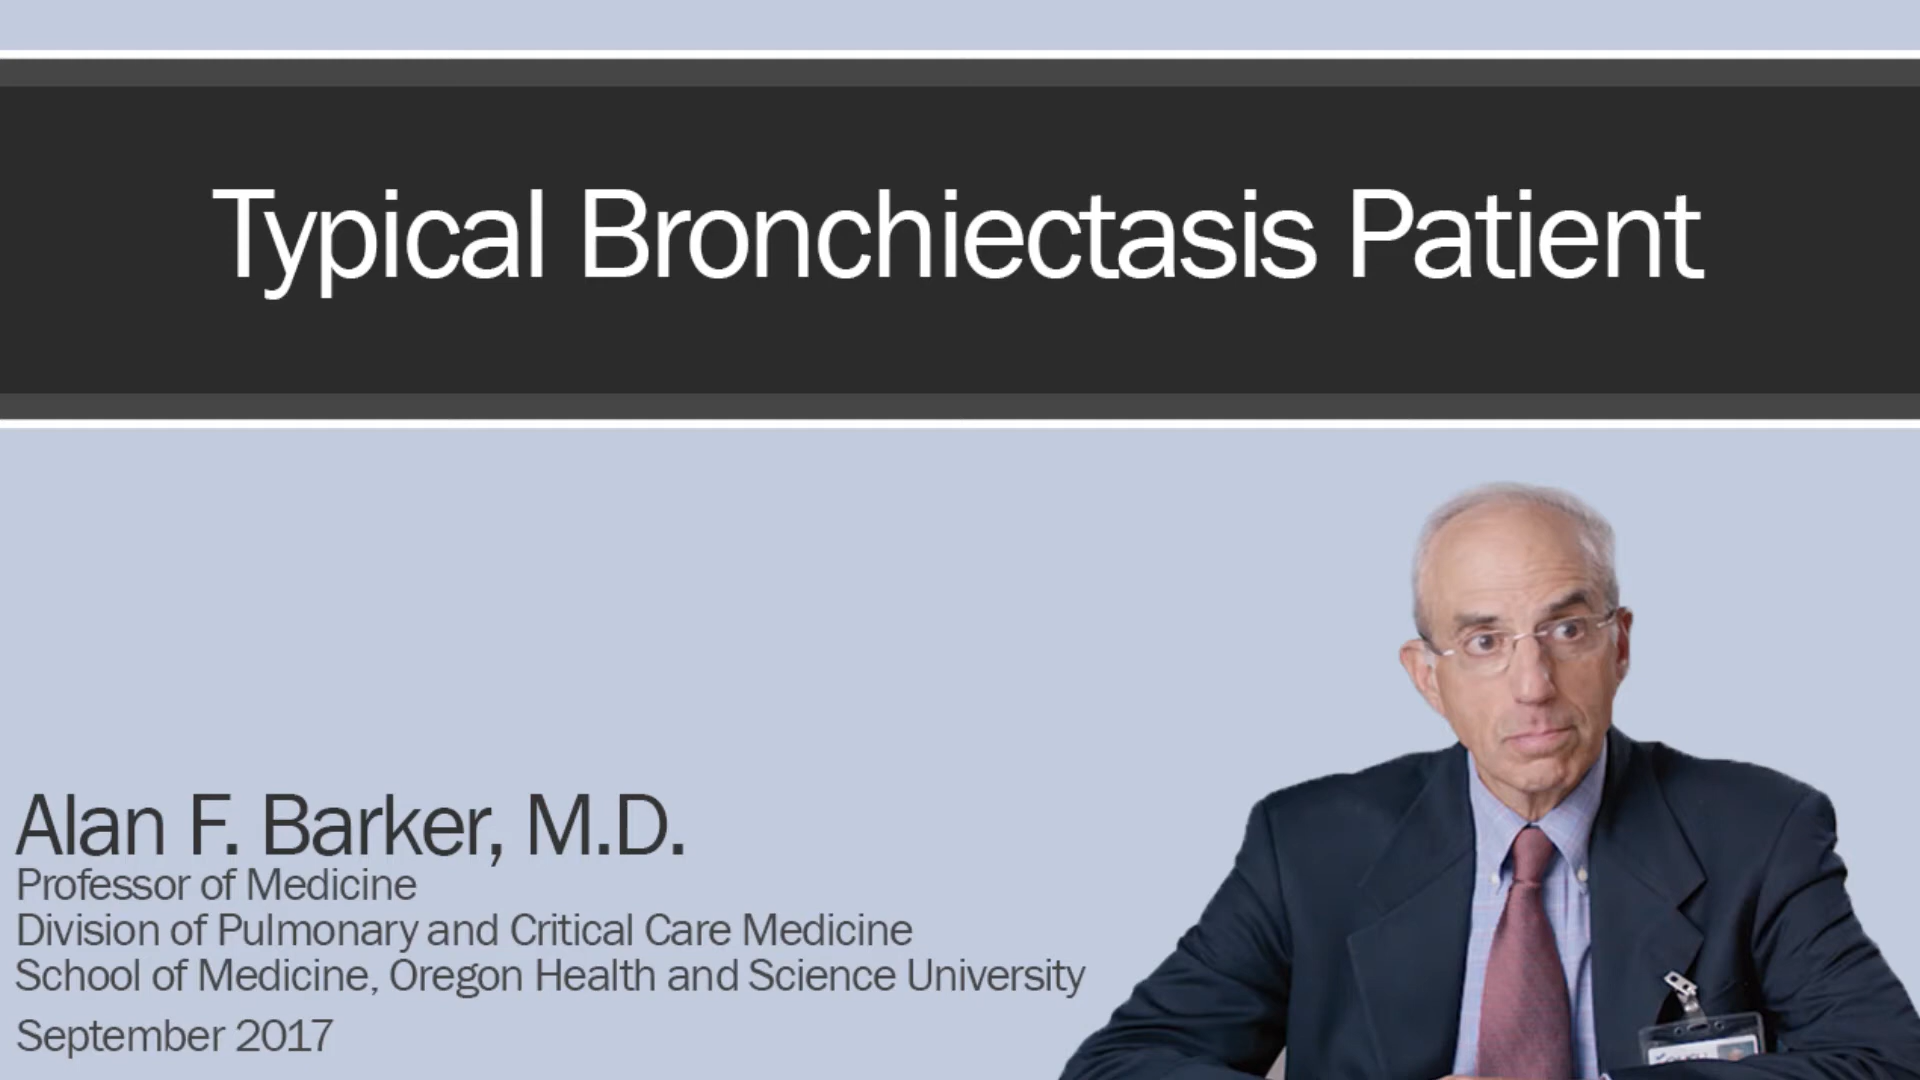 Typical Bronchiectasis Patient
Alan F. Barker, M.D.
Professor of Medicine
Division of Pulmonary and Critical Care Medicine
School of Medicine, Oregon Health and Science University
September 2017